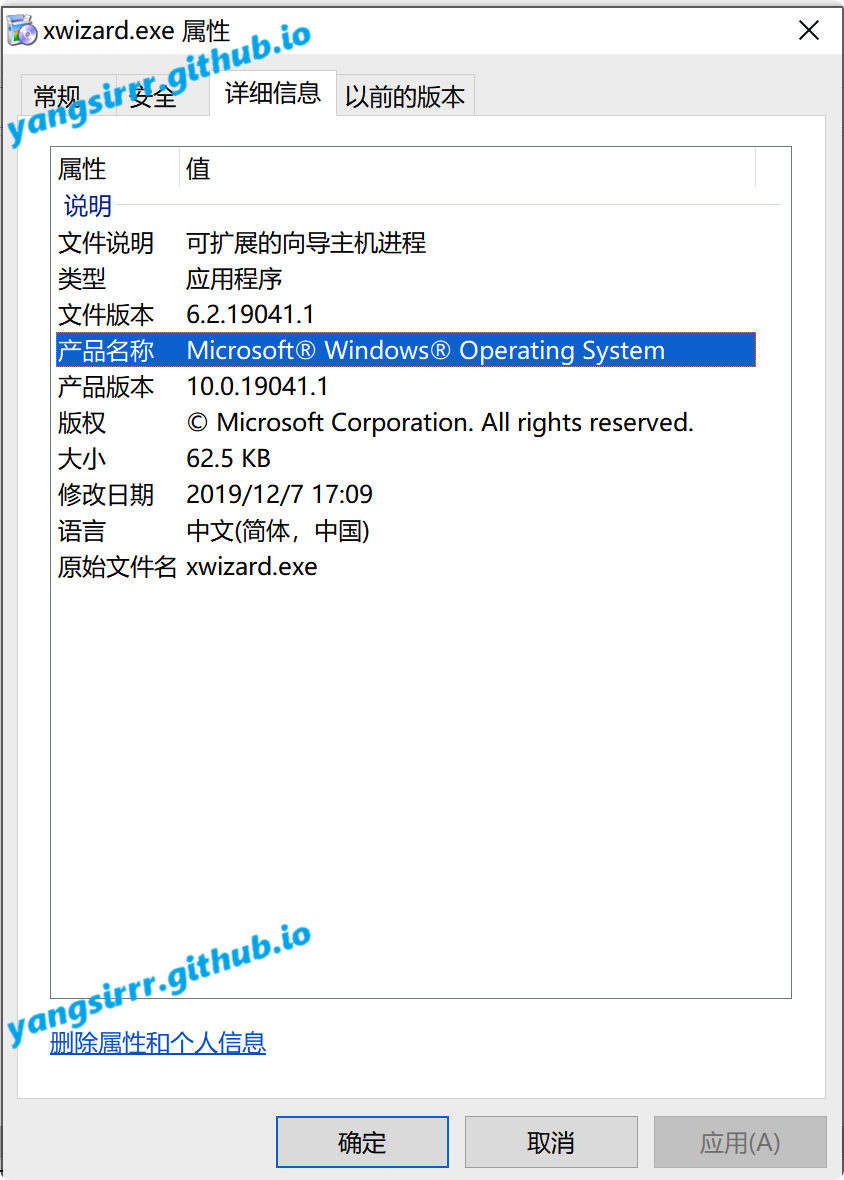 xwizard.exe 属性
yangsirrr.github.io
常规 安全 详细信息 以前的版本
属性 值
说明
文件说明 可扩展的向导主机进程
类型 应用程序
文件版本 6.2.19041.1
产品名称 Microsoft® Windows® Operating System
产品版本 10.0.19041.1
版权 © Microsoft Corporation. All rights reserved.
大小 62.5 KB
修改日期 2019/12/7 17:09
语言 中文(简体，中国)
原始文件名 xwizard.exe
yangsirrr.github.io
删除属性和个人信息
确定 取消 应用(A)